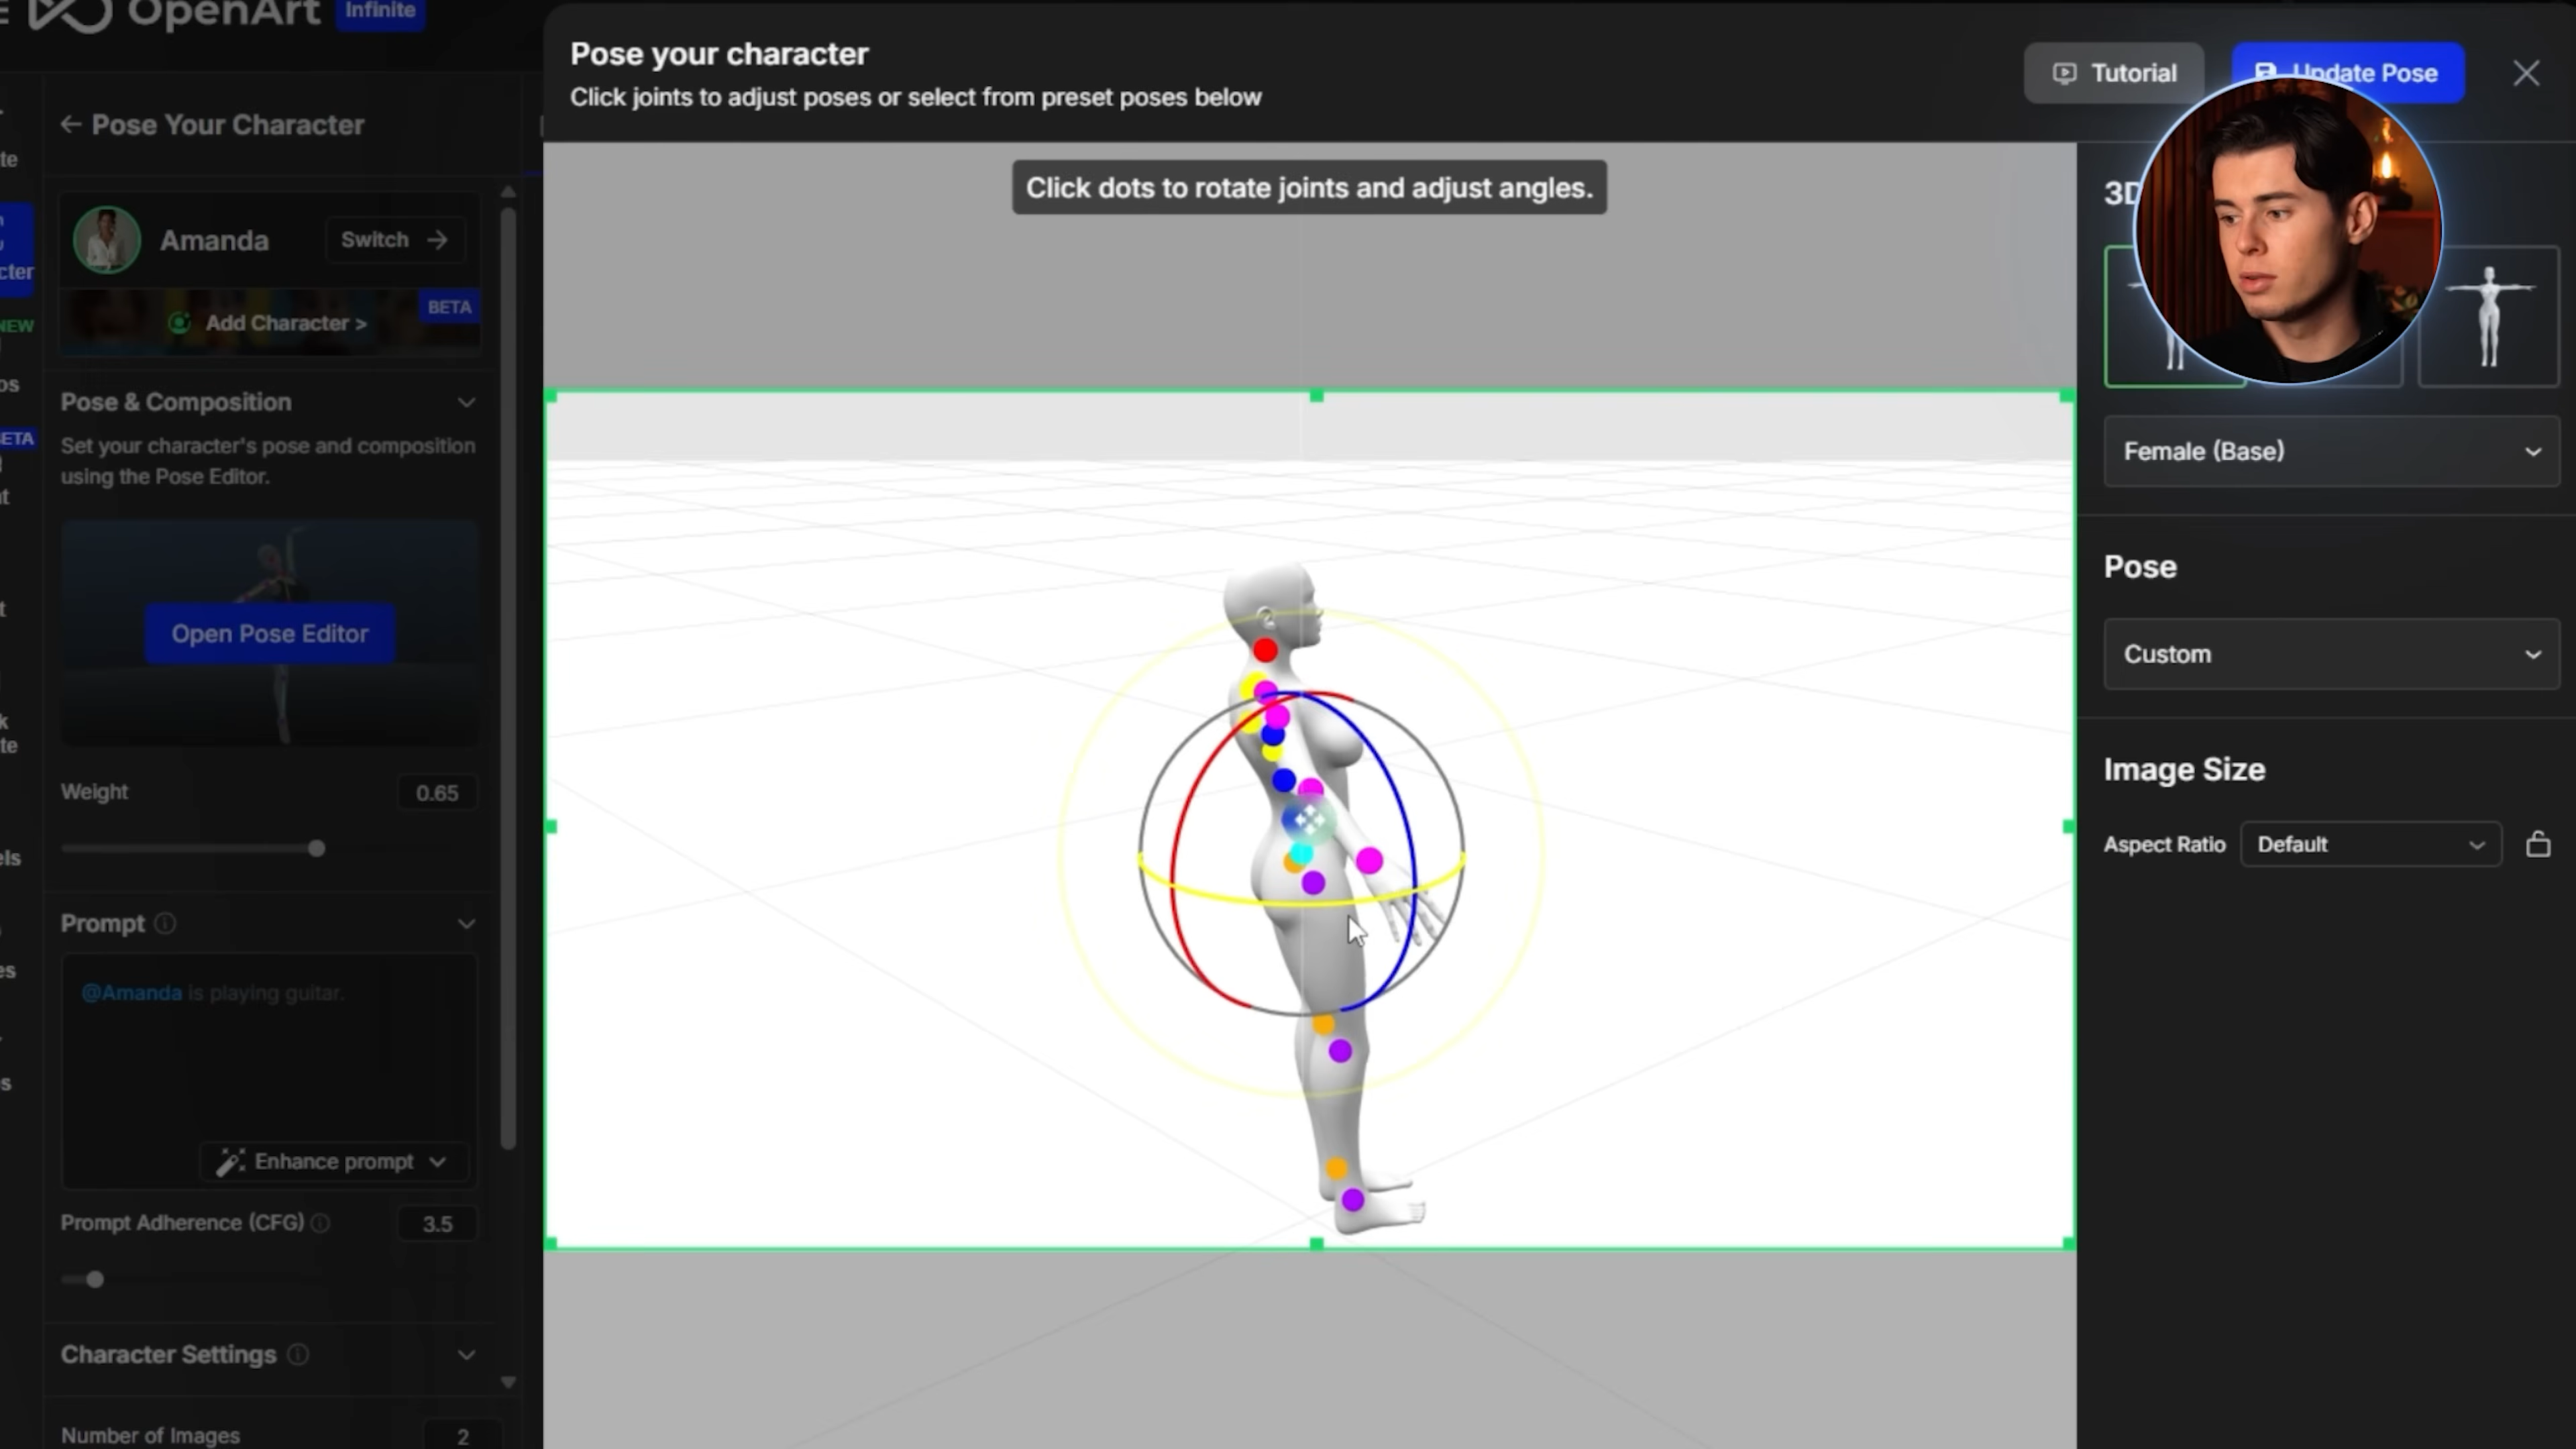 OpenArt
Infinite
Pose Your Character
Amanda
Switch
Add Character >
BETA
NEW
Pose & Composition
Set your character's pose and composition
using the Pose Editor.
Open Pose Editor
Weight
0.65
Prompt
@Amanda is playing guitar.
Enhance prompt
Prompt Adherence (CFG)
3.5
Character Settings
Number of Images
2
Pose your character
Click joints to adjust poses or select from preset poses below
Tutorial
Update Pose
Click dots to rotate joints and adjust angles.
3D
Female (Base)
Pose
Custom
Image Size
Aspect Ratio
Default